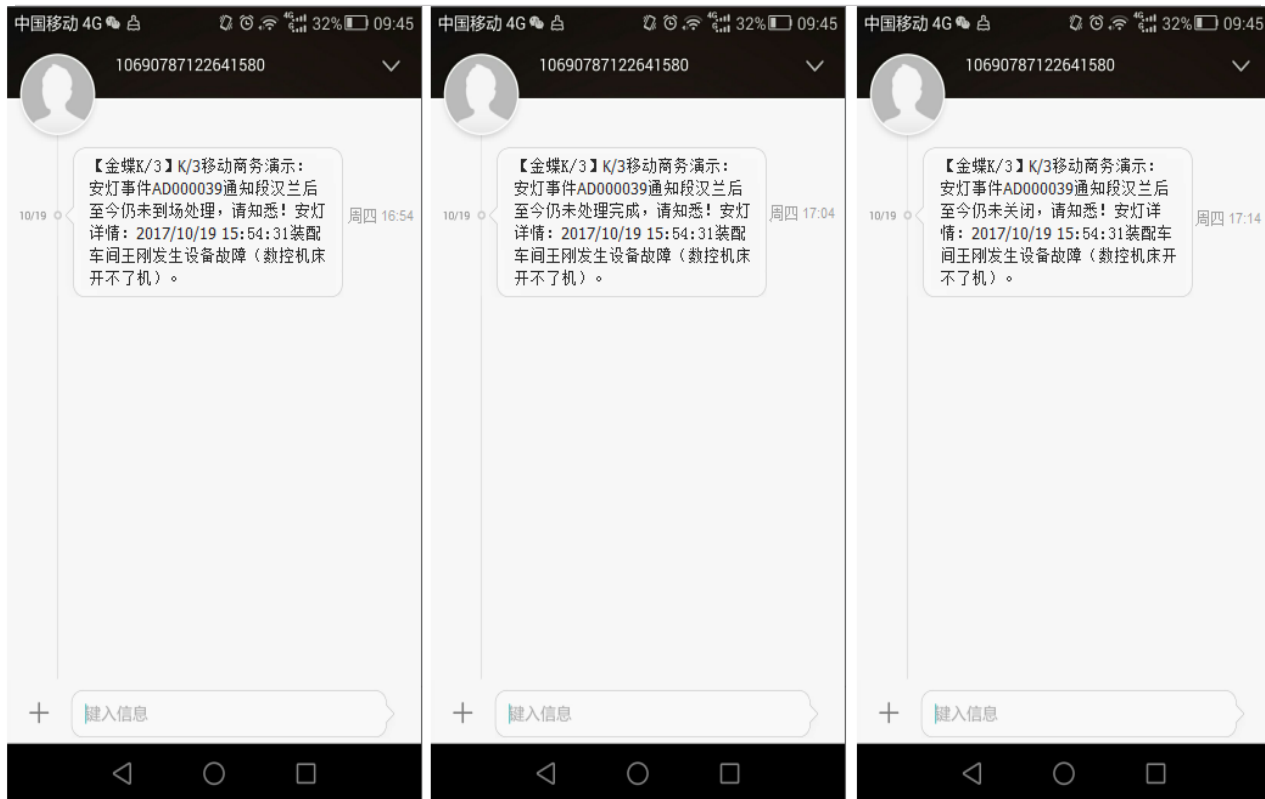 中国移动 4G 32% 09:45
10690787122641580
【金蝶K/3】K/3移动商务演示：
安灯事件AD000039通知段汉兰后
至今仍未到场处理，请知悉！安灯
详情：2017/10/19 15:54:31装配
车间王刚发生设备故障（数控机床
开不了机）。
10/19
周四 16:54
键入信息
中国移动 4G 32% 09:45
10690787122641580
【金蝶K/3】K/3移动商务演示：
安灯事件AD000039通知段汉兰后
至今仍未处理完成，请知悉！安灯
详情：2017/10/19 15:54:31装配
车间王刚发生设备故障（数控机床
开不了机）。
10/19
周四 17:04
键入信息
中国移动 4G 32% 09:45
10690787122641580
【金蝶K/3】K/3移动商务演示：
安灯事件AD000039通知段汉兰后
至今仍未关闭，请知悉！安灯详
情：2017/10/19 15:54:31装配车
间王刚发生设备故障（数控机床开
不了机）。
10/19
周四 17:14
键入信息